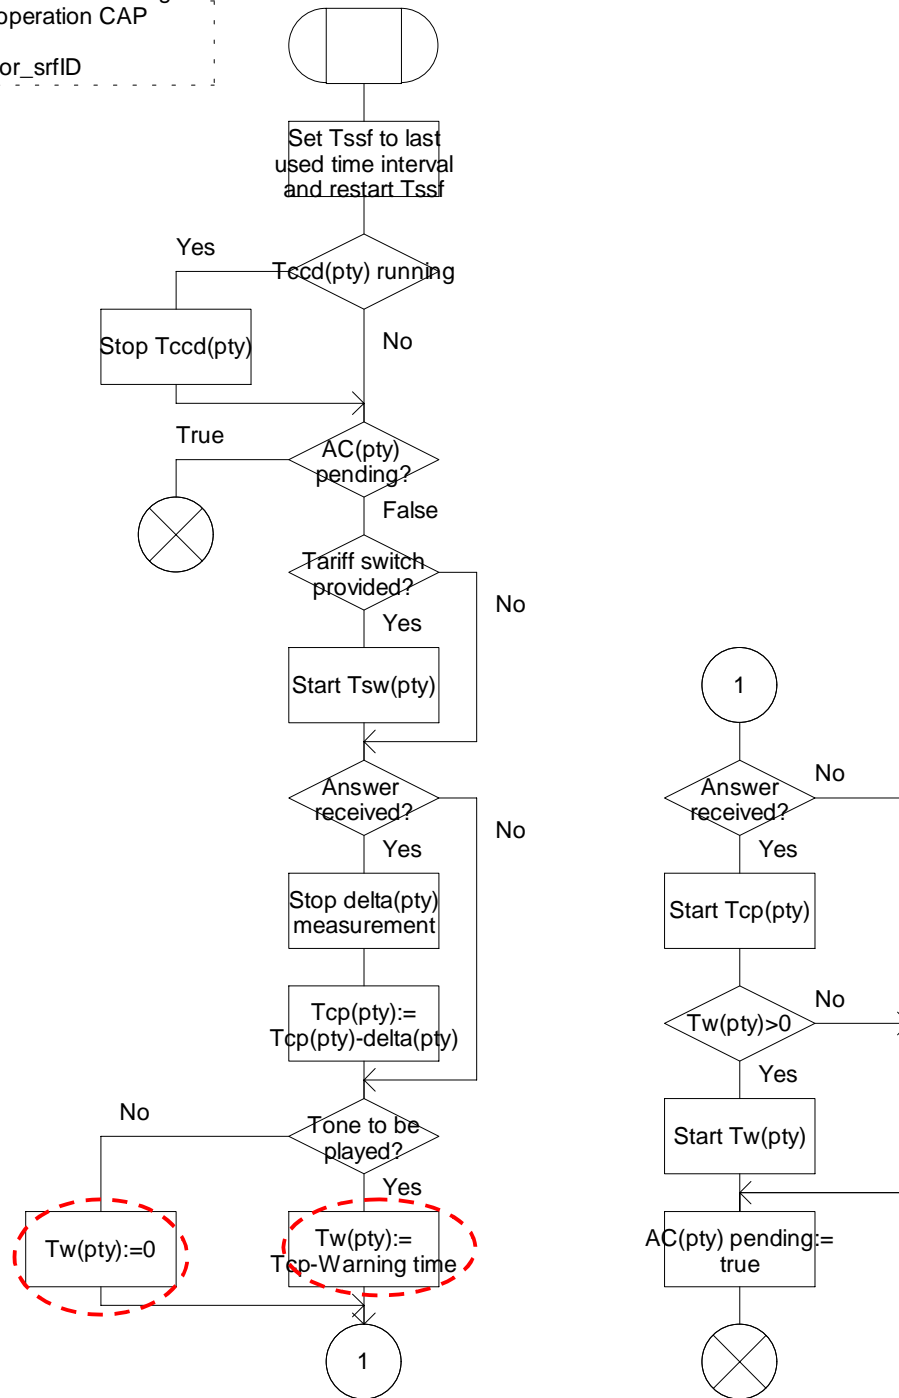 operation CAP
or_srfID
Set Tssf to last
used time interval
and restart Tssf
Yes
Tccd(pty) running
Stop Tccd(pty)
No
True
AC(pty)
pending?
False
Tariff switch
provided?
No
Yes
Start Tsw(pty)
Answer
received?
No
Yes
Stop delta(pty)
measurement
Tcp(pty):=
Tcp(pty)-delta(pty)
No
Tone to be
played?
Yes
Tw(pty):=0
Tw(pty):=
Tcp-Warning time
1
1
Answer
received?
No
Yes
Start Tcp(pty)
Tw(pty)>0
No
Yes
Start Tw(pty)
AC(pty) pending:=
true